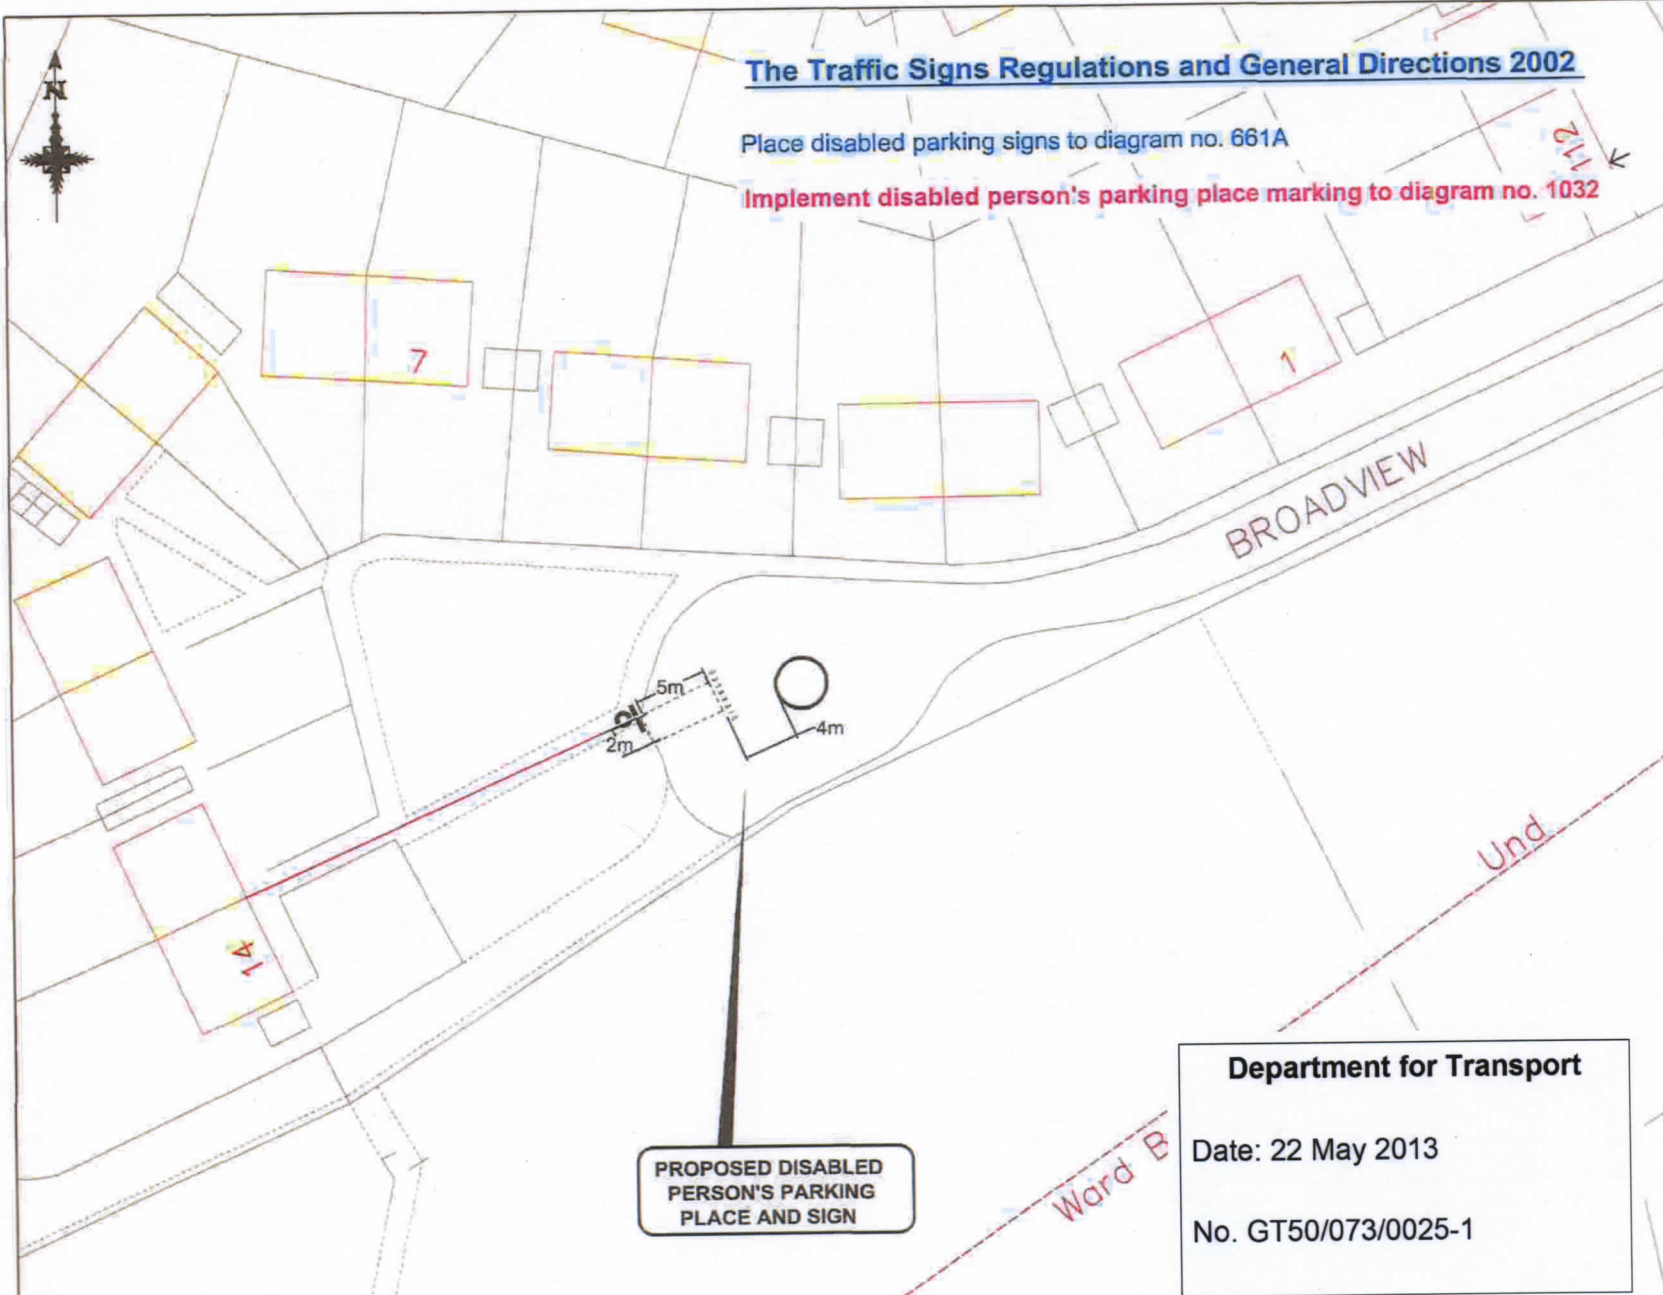 N
The Traffic Signs Regulations and General Directions 2002
Place disabled parking signs to diagram no. 661A
Implement disabled person's parking place marking to diagram no. 1032
112
7
1
BROADVIEW
5m
2m
4m
14
Und
Ward B
PROPOSED DISABLED
PERSON'S PARKING
PLACE AND SIGN
Department for Transport
Date: 22 May 2013
No. GT50/073/0025-1